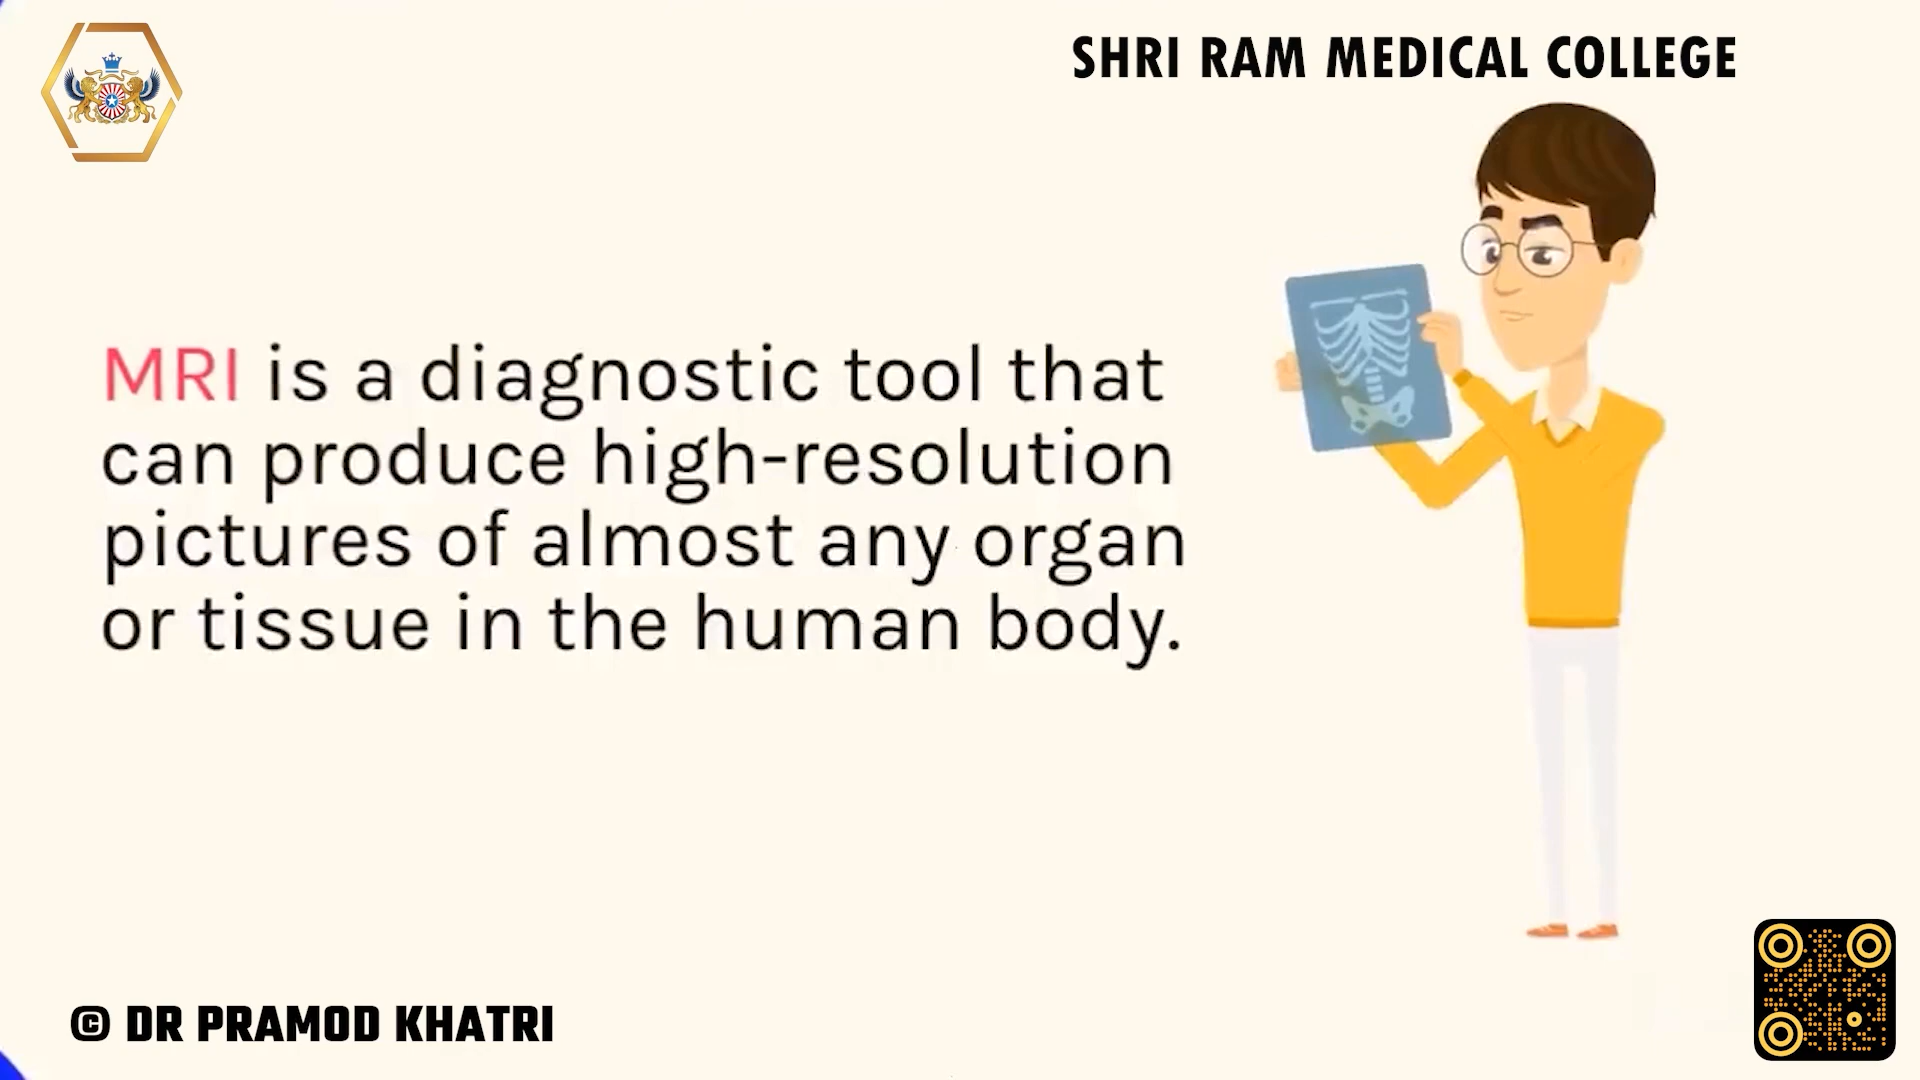 SHRI RAM MEDICAL COLLEGE
MRI is a diagnostic tool that
can produce high-resolution
pictures of almost any organ
or tissue in the human body.
© DR PRAMOD KHATRI